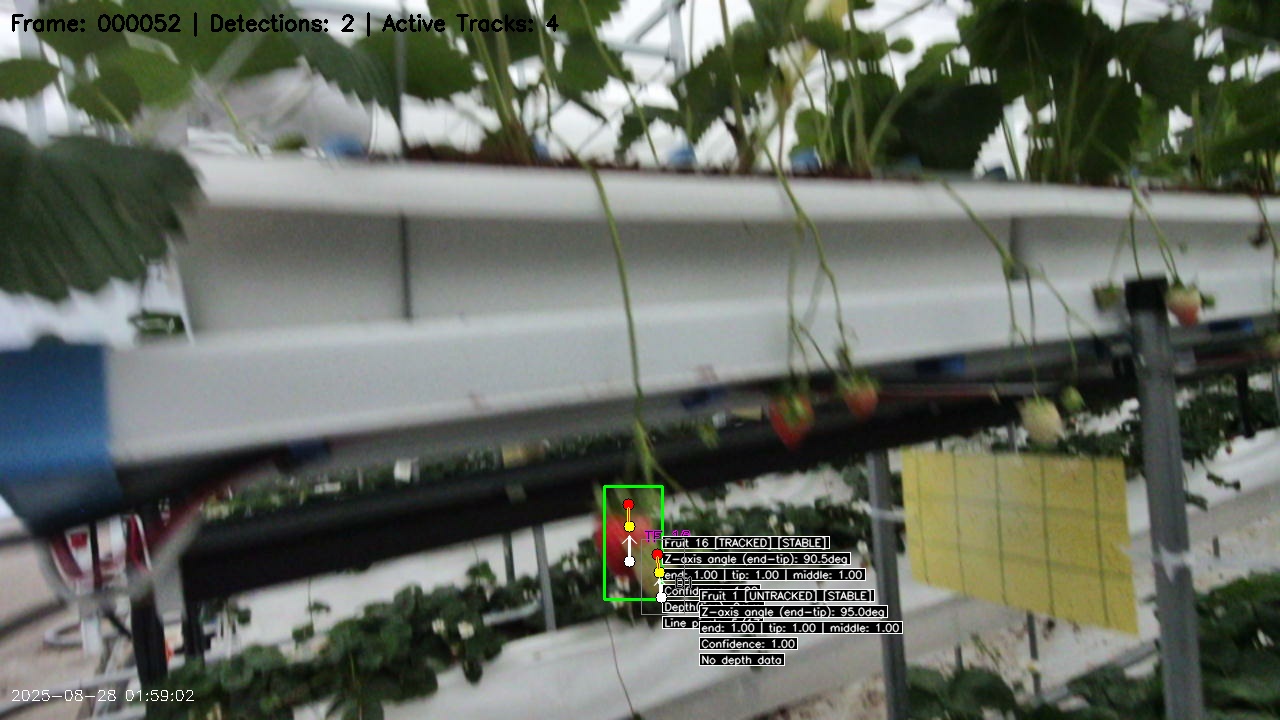 Frame: 000052 | Detections: 2 | Active Tracks: 4
Fruit 16 [TRACKED] [STABLE]
Z-axis angle (end-tip): 90.5deg
end: 1.00 | tip: 1.00 | middle: 1.00
Fruit 1 [UNTRACKED] [STABLE]
Z-axis angle (end-tip): 95.0deg
end: 1.00 | tip: 1.00 | middle: 1.00
Confidence: 1.00
No depth data
2025-08-28 01:59:02